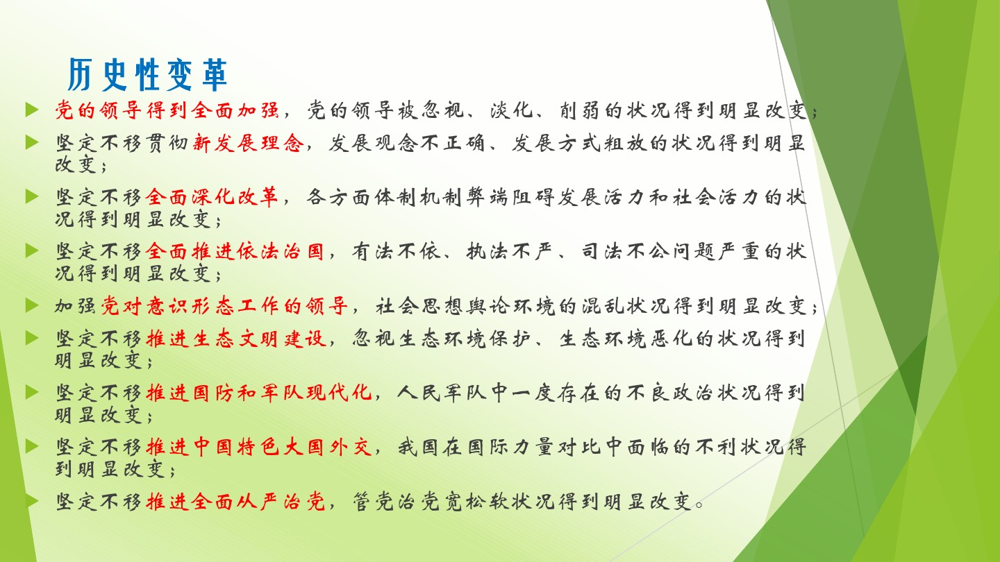 历史性变革
党的领导得到全面加强，党的领导被忽视、淡化、削弱的状况得到明显改变；
坚定不移贯彻新发展理念，发展观念不正确、发展方式粗放的状况得到明显
改变；
坚定不移全面深化改革，各方面体制机制弊端阻碍发展活力和社会活力的状
况得到明显改变；
坚定不移全面推进依法治国，有法不依、执法不严、司法不公问题严重的状
况得到明显改变；
加强党对意识形态工作的领导，社会思想舆论环境的混乱状况得到明显改变；
坚定不移推进生态文明建设，忽视生态环境保护、生态环境恶化的状况得到
明显改变；
坚定不移推进国防和军队现代化，人民军队中一度存在的不良政治状况得到
明显改变；
坚定不移推进中国特色大国外交，我国在国际力量对比中面临的不利状况得
到明显改变；
坚定不移推进全面从严治党，管党治党宽松软状况得到明显改变。